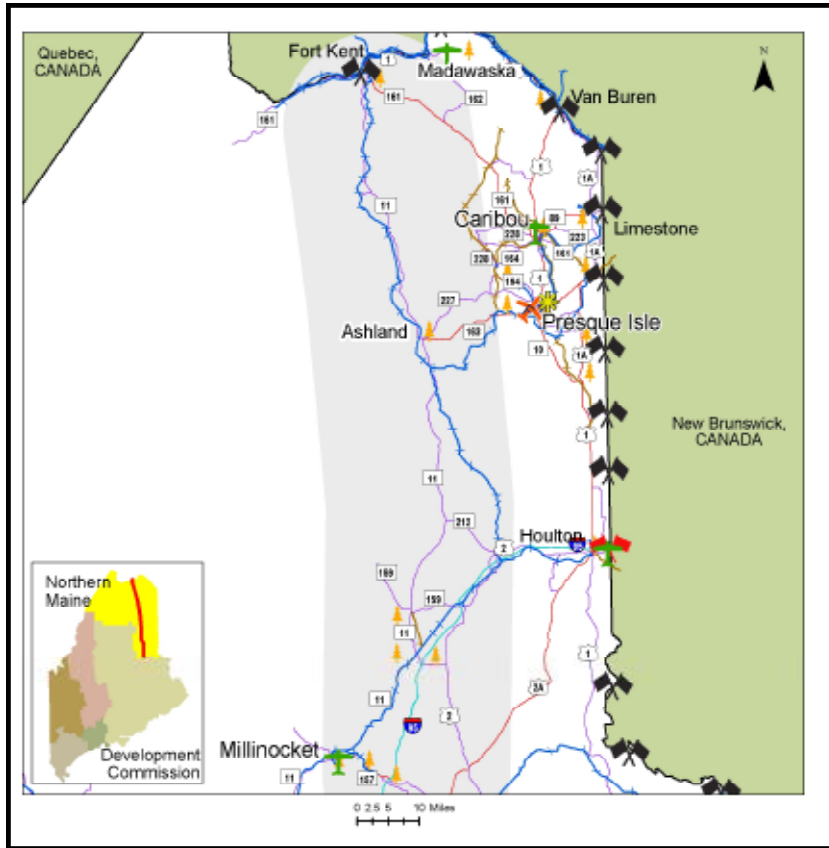 Quebec,
CANADA
Fort Kent
1
Madawaska
N
161
161
162
Van Buren
1
1A
11
161
Caribou
89
Limestone
228
223
228
164
161
1A
164
1
227
Presque Isle
Ashland
163
10
1A
New Brunswick,
CANADA
1
11
212
Houlton
2
95
159
159
11
Northern
Maine
1
2A
11
2
95
Development
Commission
Millinocket
11
157
0 2.5 5 10 Miles